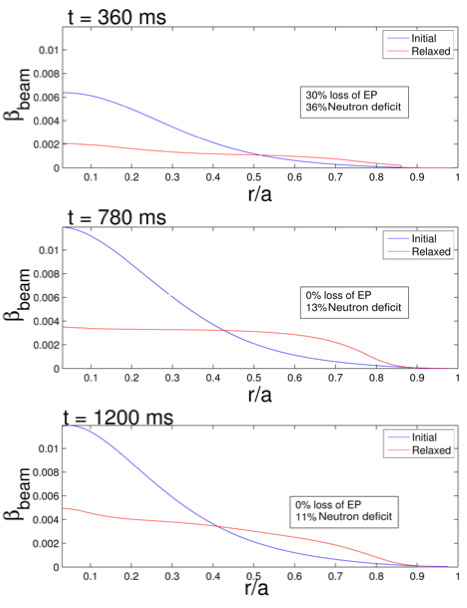 t = 360 ms
Initial
Relaxed
0.01
0.008
0.006
0.004
0.002
0
30% loss of EP
36% Neutron deficit
βbeam
0.1 0.2 0.3 0.4 0.5 0.6 0.7 0.8 0.9 1
r/a
t = 780 ms
Initial
Relaxed
0.01
0.008
0.006
0.004
0.002
0
0% loss of EP
13% Neutron deficit
βbeam
0.1 0.2 0.3 0.4 0.5 0.6 0.7 0.8 0.9 1
r/a
t = 1200 ms
Initial
Relaxed
0.01
0.008
0.006
0.004
0.002
0
0% loss of EP
11% Neutron deficit
βbeam
0.1 0.2 0.3 0.4 0.5 0.6 0.7 0.8 0.9 1
r/a